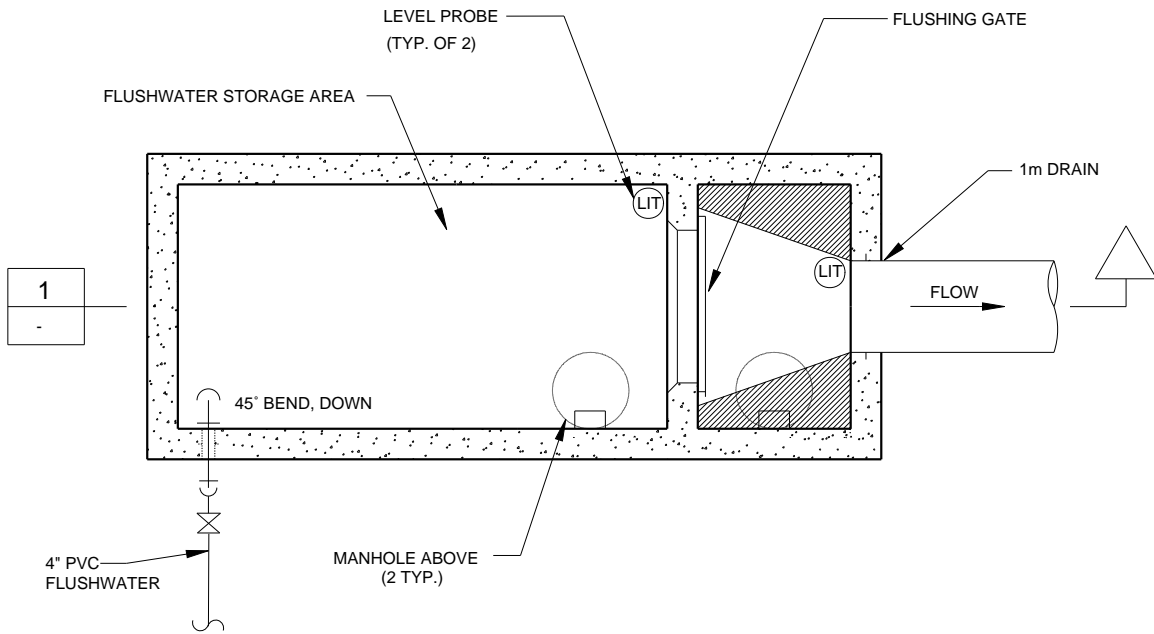 LEVEL PROBE
(TYP. OF 2)
FLUSHING GATE
FLUSHWATER STORAGE AREA
1m DRAIN
LIT
LIT
1
-
FLOW
45° BEND, DOWN
MANHOLE ABOVE
(2 TYP.)
4" PVC
FLUSHWATER